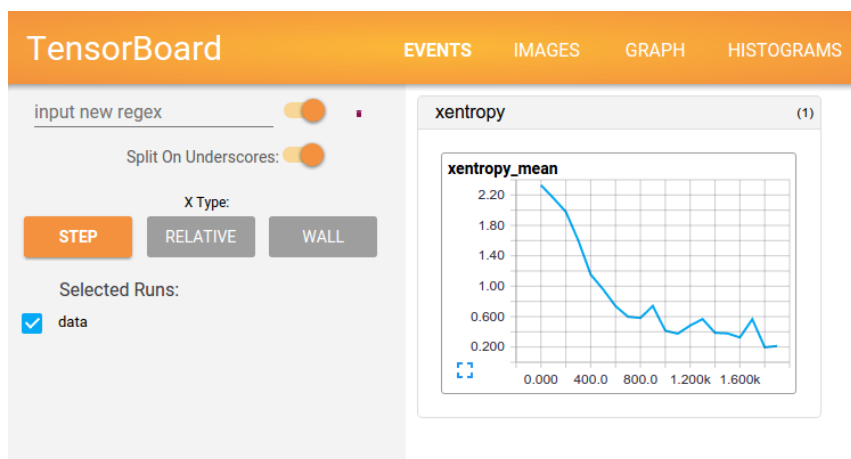 TensorBoard
EVENTS IMAGES GRAPH HISTOGRAMS
input new regex
Split On Underscores:
X Type:
STEP RELATIVE WALL
Selected Runs:
data
xentropy (1)
xentropy_mean
2.20
1.80
1.40
1.00
0.600
0.200
0.000 400.0 800.0 1.200k 1.600k